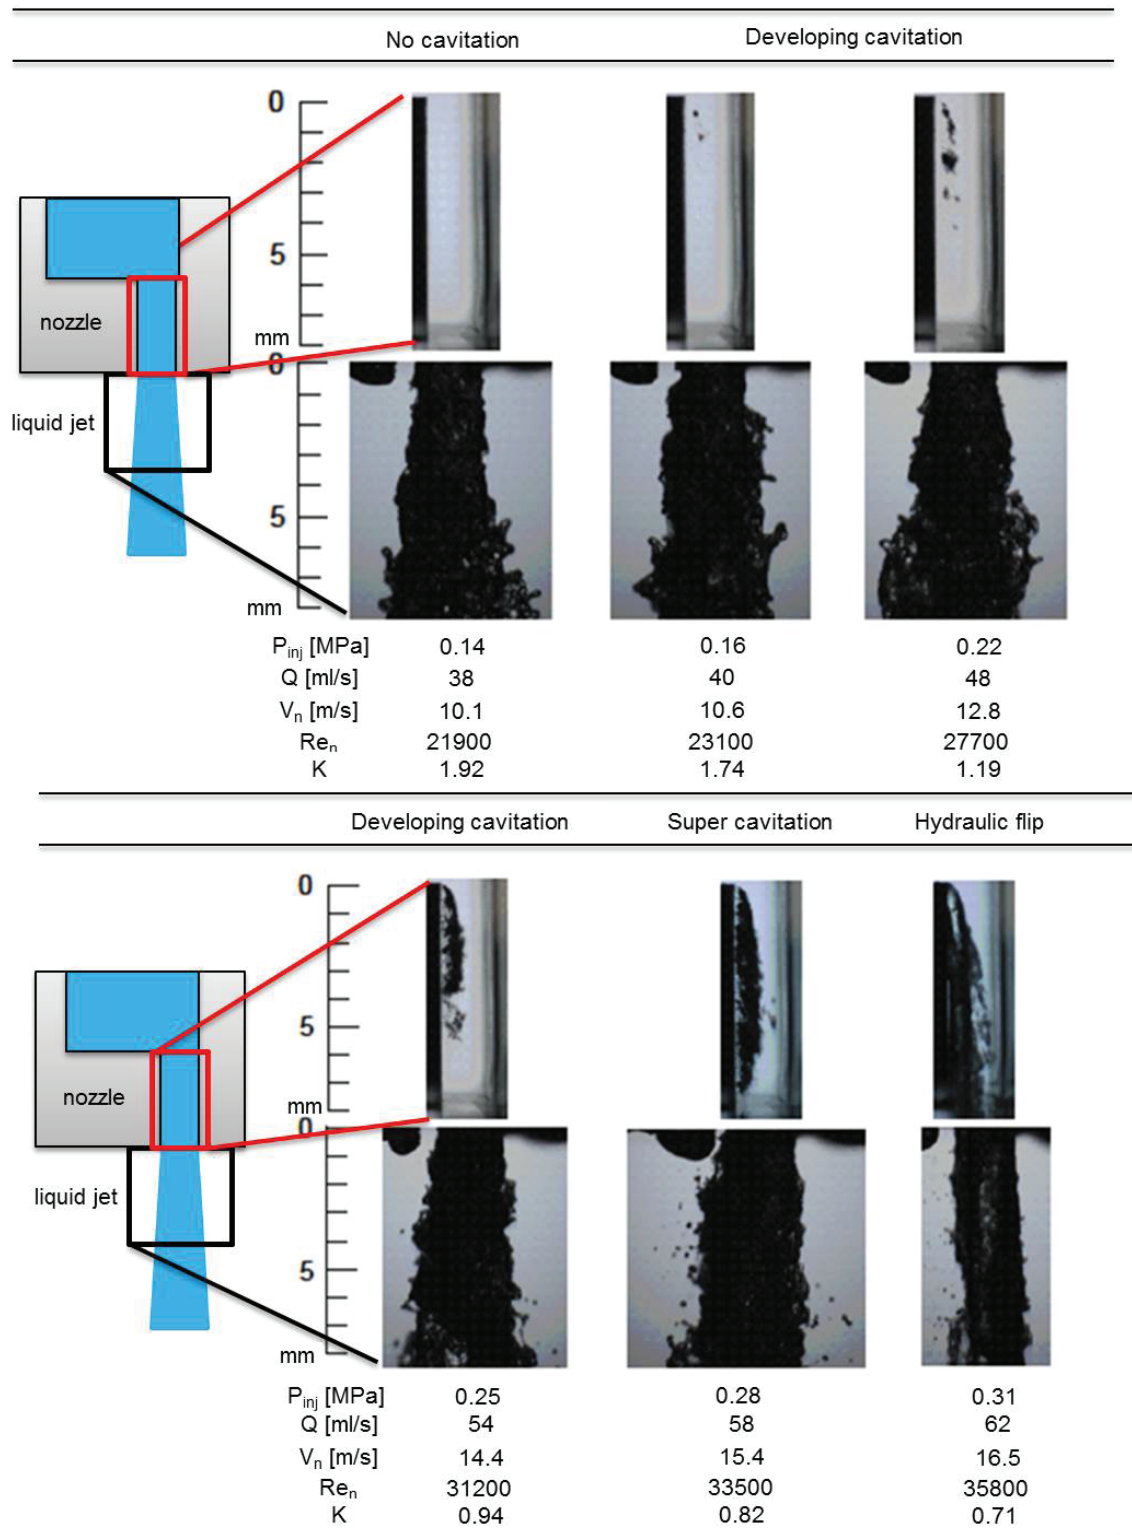 No cavitation Developing cavitation
0
5
mm
0
nozzle
liquid jet
5
mm
P_inj [MPa] 0.14 0.16 0.22
Q [ml/s] 38 40 48
V_n [m/s] 10.1 10.6 12.8
Re_n 21900 23100 27700
K 1.92 1.74 1.19
Developing cavitation Super cavitation Hydraulic flip
0
5
mm
0
nozzle
liquid jet
5
mm
P_inj [MPa] 0.25 0.28 0.31
Q [ml/s] 54 58 62
V_n [m/s] 14.4 15.4 16.5
Re_n 31200 33500 35800
K 0.94 0.82 0.71